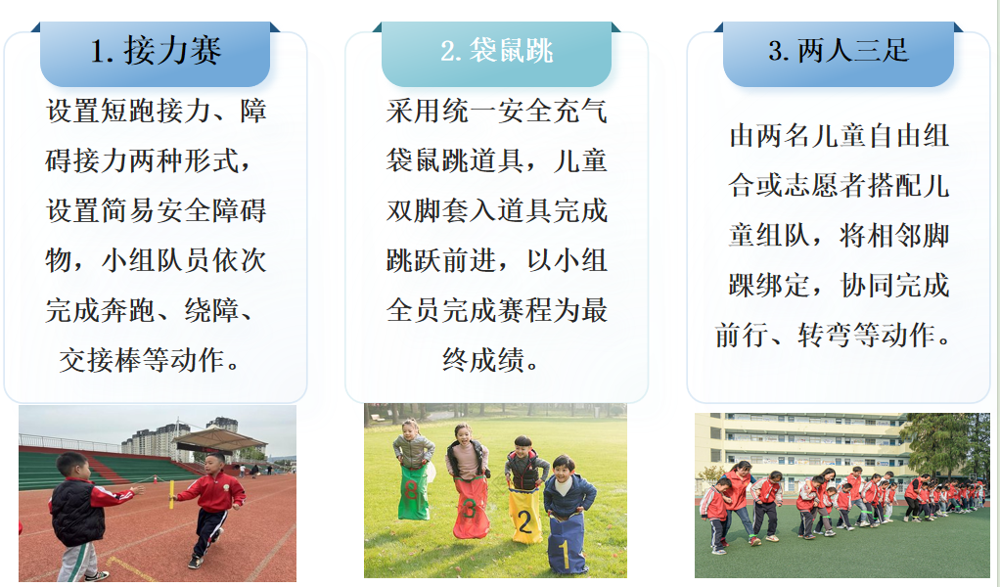 1.接力赛
设置短跑接力、障
碍接力两种形式，
设置简易安全障碍
物，小组队员依次
完成奔跑、绕障、
交接棒等动作。
2.袋鼠跳
采用统一安全充气
袋鼠跳道具，儿童
双脚套入道具完成
跳跃前进，以小组
全员完成赛程为最
终成绩。
3.两人三足
由两名儿童自由组
合或志愿者搭配儿
童组队，将相邻脚
踝绑定，协同完成
前行、转弯等动作。
3
2
1